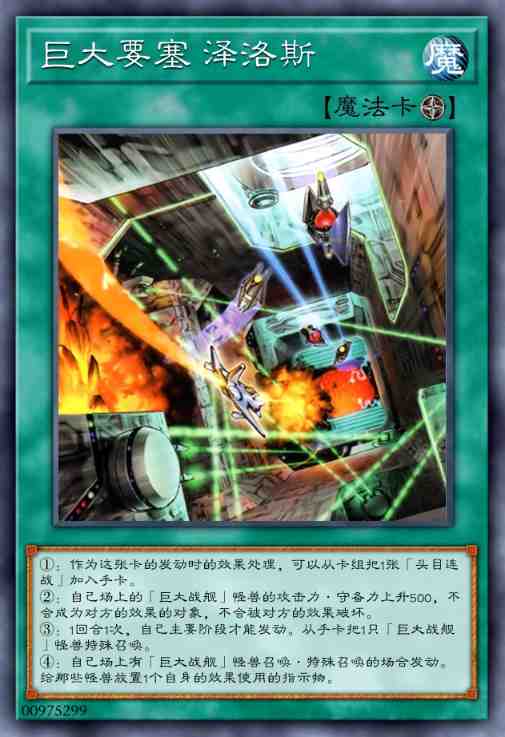 巨大要塞 泽洛斯
魔
【魔法卡】
①：作为这张卡的发动时的效果处理，可以从卡组把1张「头目连
战」加入手卡。
②：自己场上的「巨大战舰」怪兽的攻击力·守备力上升500，不
会成为对方的效果的对象，不会被对方的效果破坏。
③：1回合1次，自己主要阶段才能发动。从手卡把1只「巨大战舰
」怪兽特殊召唤。
④：自己场上有「巨大战舰」怪兽召唤·特殊召唤的场合发动。
给那些怪兽放置1个自身的效果使用的指示物。
00975299